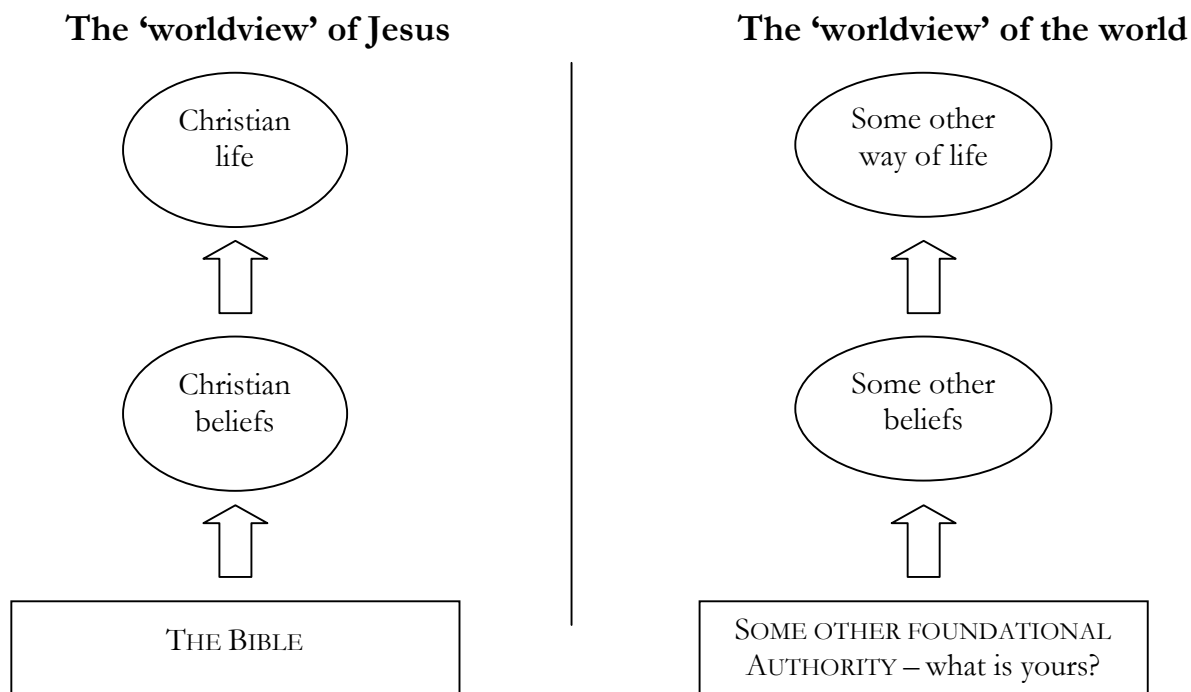 The ‘worldview’ of Jesus
Christian
life
Christian
beliefs
THE BIBLE
The ‘worldview’ of the world
Some other
way of life
Some other
beliefs
SOME OTHER FOUNDATIONAL
AUTHORITY – what is yours?